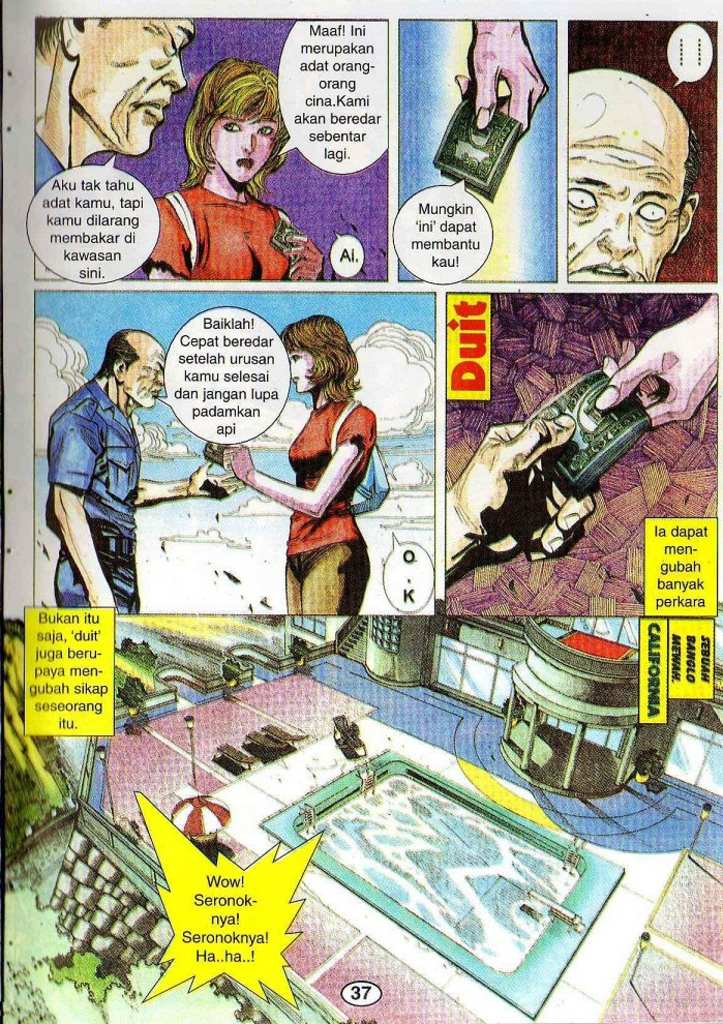 Maaf! Ini
merupakan
adat orang-
orang
cina.Kami
akan beredar
sebentar
lagi.
Aku tak tahu
adat kamu, tapi
kamu dilarang
membakar di
kawasan
sini.
Ai.
Mungkin
'ini' dapat
membantu
kau!
Baiklah!
Cepat beredar
setelah urusan
kamu selesai
dan jangan lupa
padamkan
api
O.
K
Duit
Ia dapat
men-
gubah
banyak
perkara
Bukan itu
saja, 'duit'
juga beru-
paya men-
gubah sikap
seseorang
itu.
SEBUAH
BANGLO
MEWAH.
CALIFORNIA
Wow!
Seronok-
nya!
Seronoknya!
Ha..ha..!
37